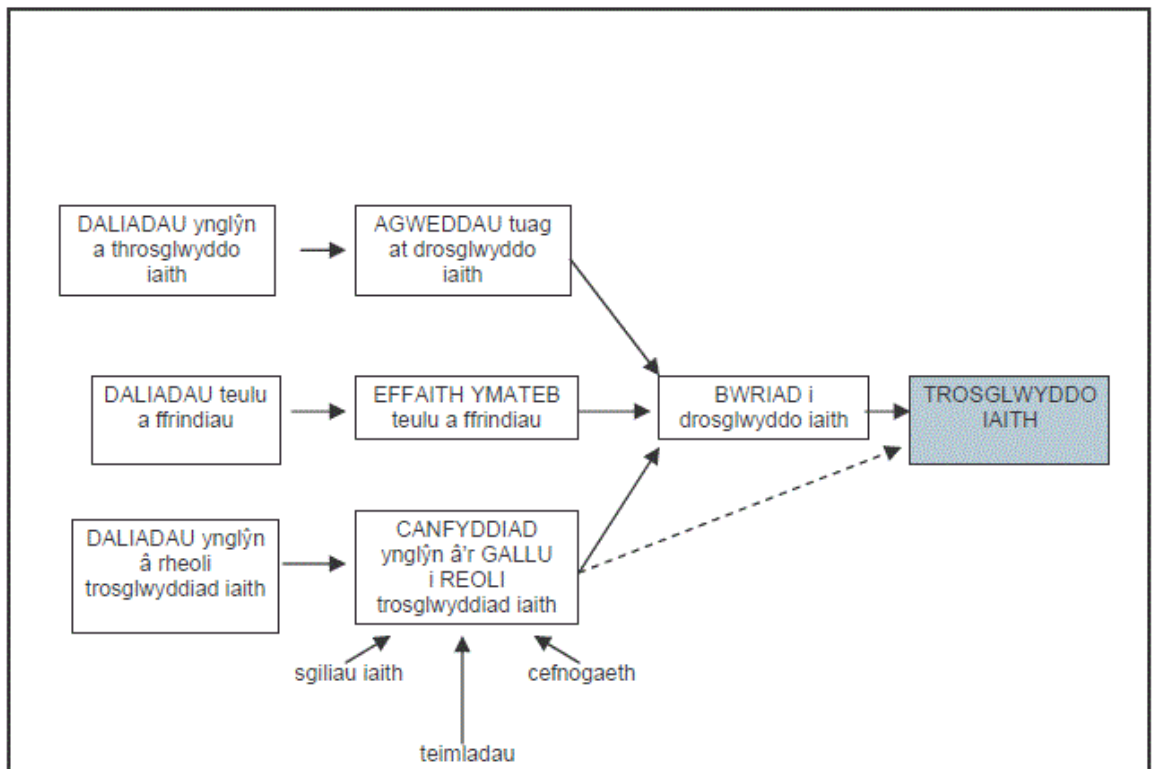 DALIADAU ynglŷn
a throsglwyddo
iaith
AGWEDDAU tuag
at drosglwyddo
iaith
DALIADAU teulu
a ffrindiau
EFFAITH YMATEB
teulu a ffrindiau
BWRIAD i
drosglwyddo iaith
TROSGLWYDDO
IAITH
DALIADAU ynglŷn
â rheoli
trosglwyddiad iaith
CANFYDDIAD
ynglŷn â'r GALLU
i REOLI
trosglwyddiad iaith
sgiliau iaith
cefnogaeth
teimladau